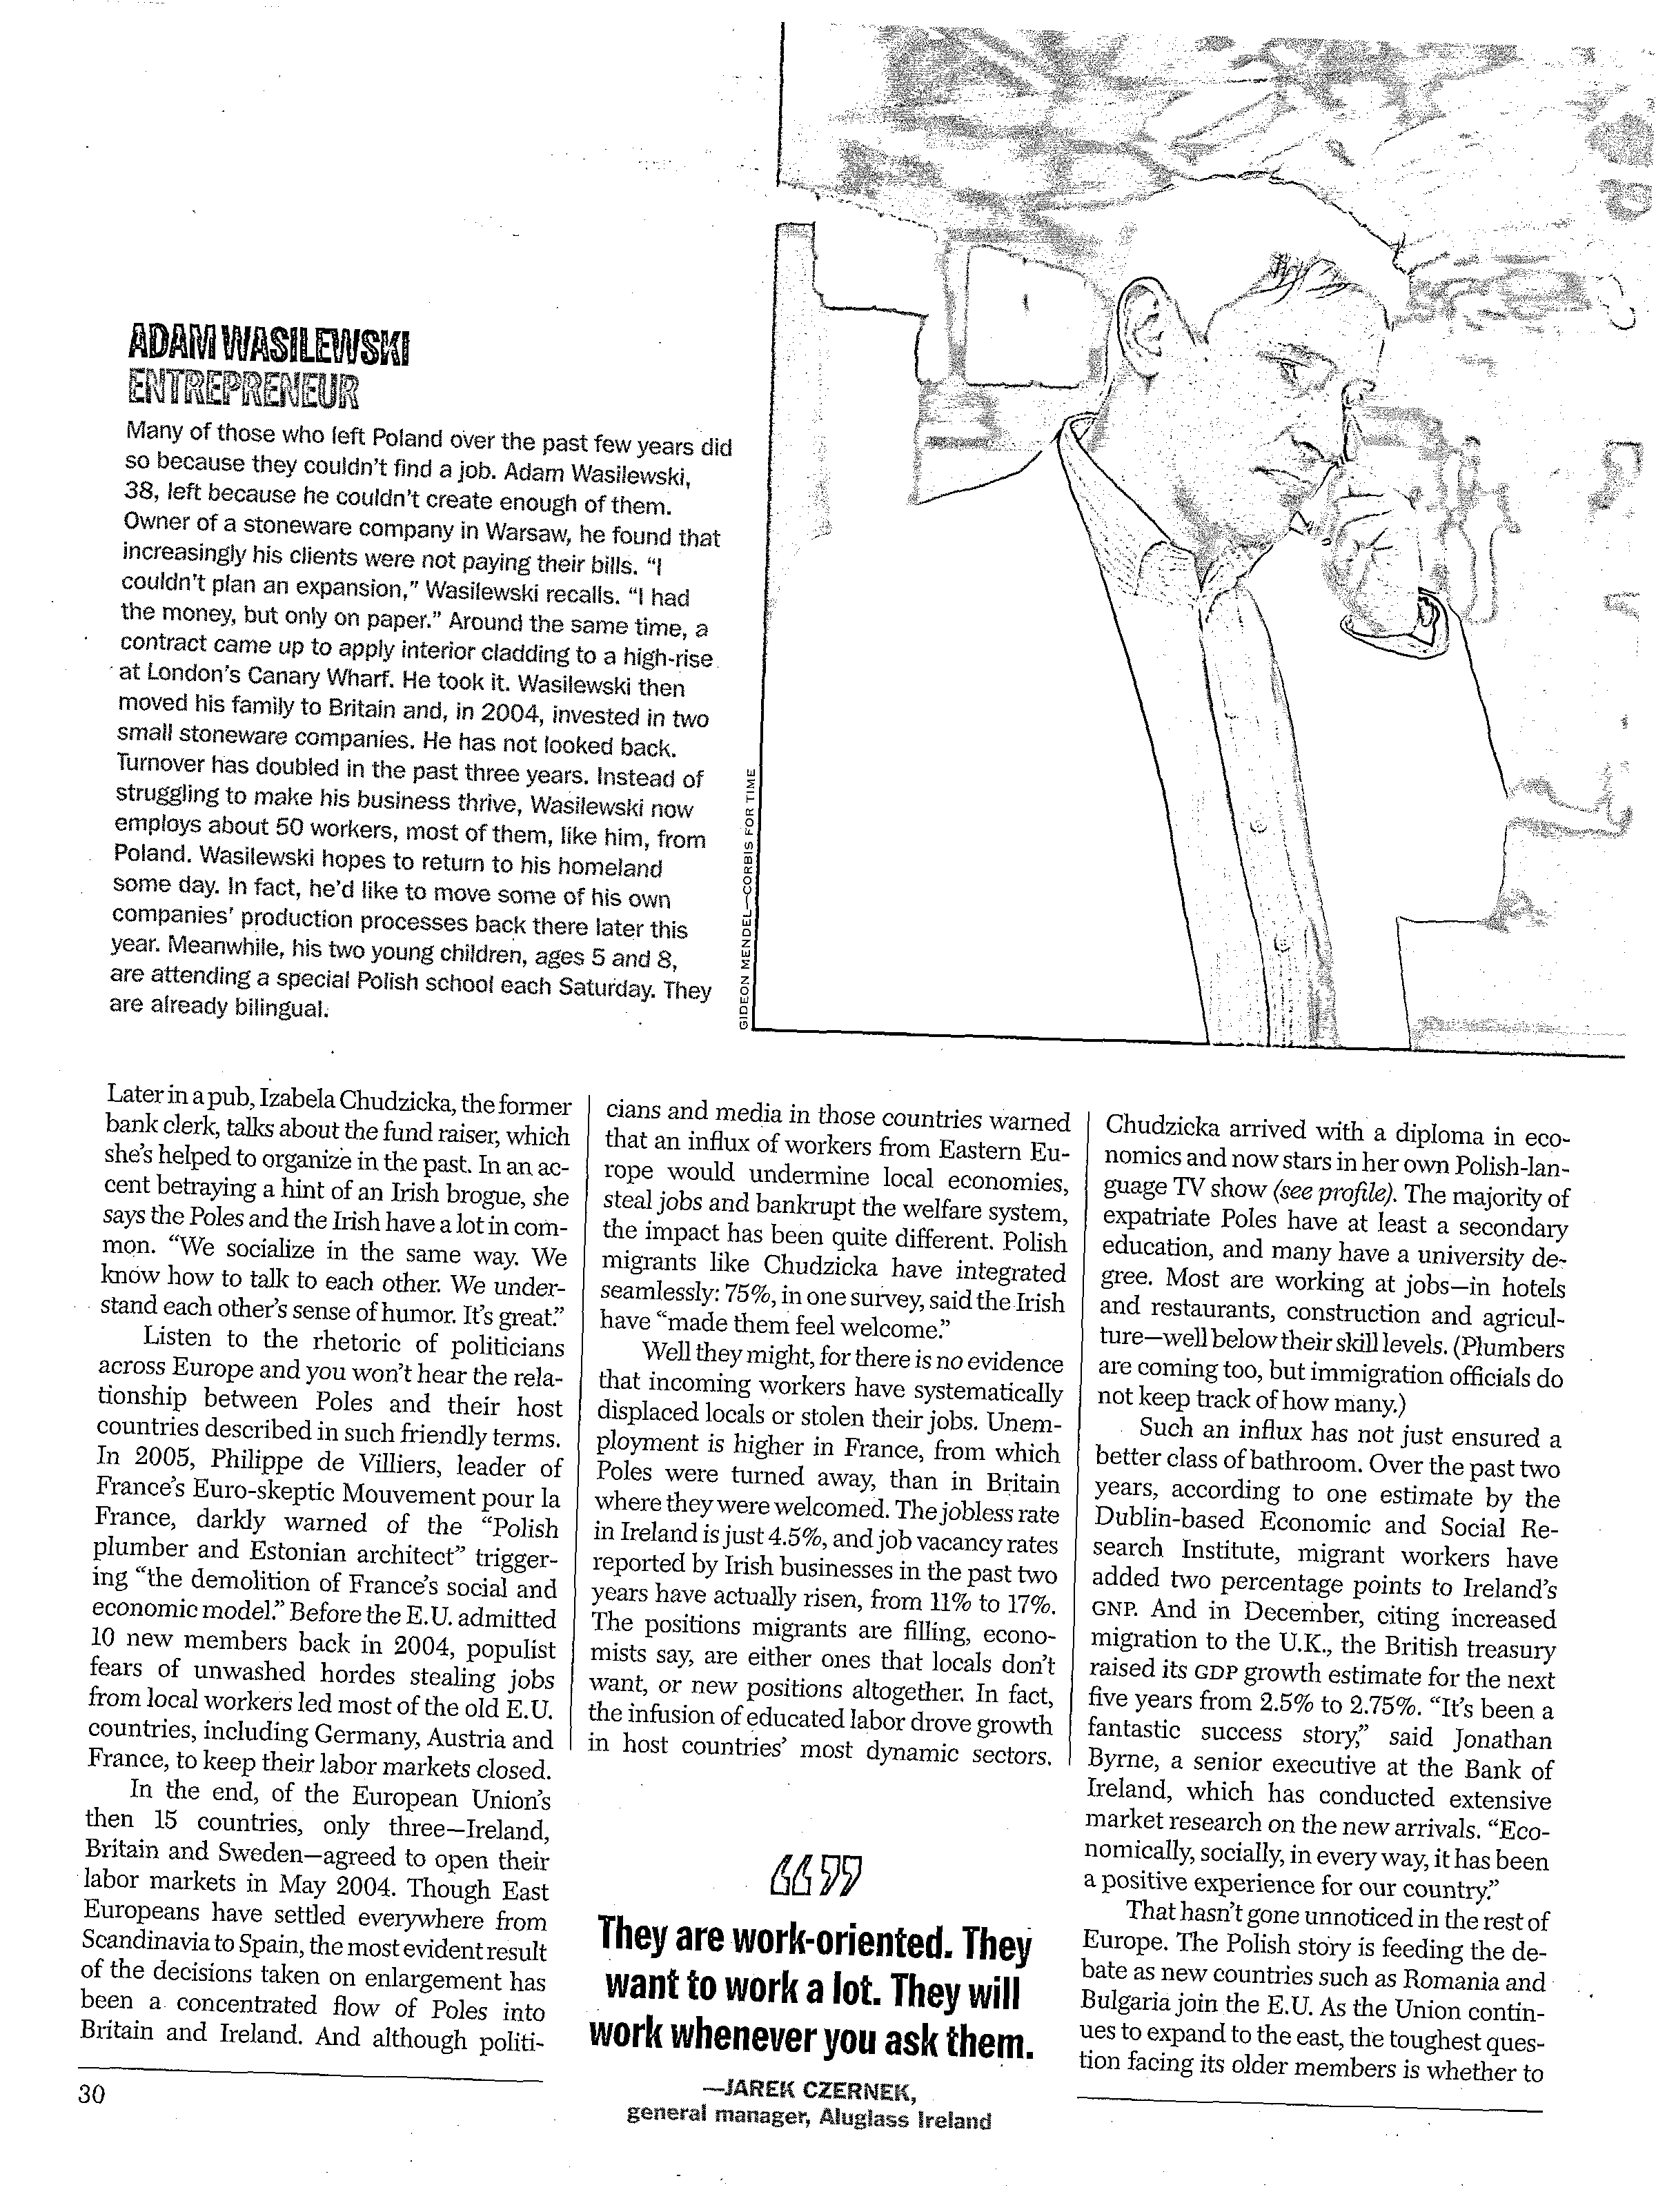 ADAM WASILEWSKI
ENTREPRENEUR
Many of those who left Poland over the past few years did
so because they couldn't find a job. Adam Wasilewski,
38, left because he couldn't create enough of them.
Owner of a stoneware company in Warsaw, he found that
increasingly his clients were not paying their bills. "I
couldn't plan an expansion," Wasilewski recalls. "I had
the money, but only on paper." Around the same time, a
contract came up to apply interior cladding to a high-rise
at London's Canary Wharf. He took it. Wasilewski then
moved his family to Britain and, in 2004, invested in two
small stoneware companies. He has not looked back.
Turnover has doubled in the past three years. Instead of
struggling to make his business thrive, Wasilewski now
employs about 50 workers, most of them, like him, from
Poland. Wasilewski hopes to return to his homeland
some day. In fact, he'd like to move some of his own
companies' production processes back there later this
year. Meanwhile, his two young children, ages 5 and 8,
are attending a special Polish school each Saturday. They
are already bilingual.
GIDEON MENDEL—CORBIS FOR TIME
Later in a pub, Izabela Chudzicka, the former
bank clerk, talks about the fund raiser, which
she's helped to organize in the past. In an ac-
cent betraying a hint of an Irish brogue, she
says the Poles and the Irish have a lot in com-
mon. "We socialize in the same way. We
know how to talk to each other. We under-
stand each other's sense of humor. It's great."
Listen to the rhetoric of politicians
across Europe and you won't hear the rela-
tionship between Poles and their host
countries described in such friendly terms.
In 2005, Philippe de Villiers, leader of
France's Euro-skeptic Mouvement pour la
France, darkly warned of the "Polish
plumber and Estonian architect" trigger-
ing "the demolition of France's social and
economic model." Before the E.U. admitted
10 new members back in 2004, populist
fears of unwashed hordes stealing jobs
from local workers led most of the old E.U.
countries, including Germany, Austria and
France, to keep their labor markets closed.
In the end, of the European Union's
then 15 countries, only three—Ireland,
Britain and Sweden—agreed to open their
labor markets in May 2004. Though East
Europeans have settled everywhere from
Scandinavia to Spain, the most evident result
of the decisions taken on enlargement has
been a concentrated flow of Poles into
Britain and Ireland. And although politi-
cians and media in those countries warned
that an influx of workers from Eastern Eu-
rope would undermine local economies,
steal jobs and bankrupt the welfare system,
the impact has been quite different. Polish
migrants like Chudzicka have integrated
seamlessly: 75%, in one survey, said the Irish
have "made them feel welcome."
Well they might, for there is no evidence
that incoming workers have systematically
displaced locals or stolen their jobs. Unem-
ployment is higher in France, from which
Poles were turned away, than in Britain
where they were welcomed. The jobless rate
in Ireland is just 4.5%, and job vacancy rates
reported by Irish businesses in the past two
years have actually risen, from 11% to 17%.
The positions migrants are filling, econo-
mists say, are either ones that locals don't
want, or new positions altogether. In fact,
the infusion of educated labor drove growth
in host countries' most dynamic sectors.
““””
They are work-oriented. They
want to work a lot. They will
work whenever you ask them.
—JAREK CZERNEK,
general manager, Aluglass Ireland
Chudzicka arrived with a diploma in eco-
nomics and now stars in her own Polish-lan-
guage TV show (see profile). The majority of
expatriate Poles have at least a secondary
education, and many have a university de-
gree. Most are working at jobs—in hotels
and restaurants, construction and agricul-
ture—well below their skill levels. (Plumbers
are coming too, but immigration officials do
not keep track of how many.)
Such an influx has not just ensured a
better class of bathroom. Over the past two
years, according to one estimate by the
Dublin-based Economic and Social Re-
search Institute, migrant workers have
added two percentage points to Ireland's
GNP. And in December, citing increased
migration to the U.K., the British treasury
raised its GDP growth estimate for the next
five years from 2.5% to 2.75%. "It's been a
fantastic success story," said Jonathan
Byrne, a senior executive at the Bank of
Ireland, which has conducted extensive
market research on the new arrivals. "Eco-
nomically, socially, in every way, it has been
a positive experience for our country."
That hasn't gone unnoticed in the rest of
Europe. The Polish story is feeding the de-
bate as new countries such as Romania and
Bulgaria join the E.U. As the Union contin-
ues to expand to the east, the toughest ques-
tion facing its older members is whether to
30